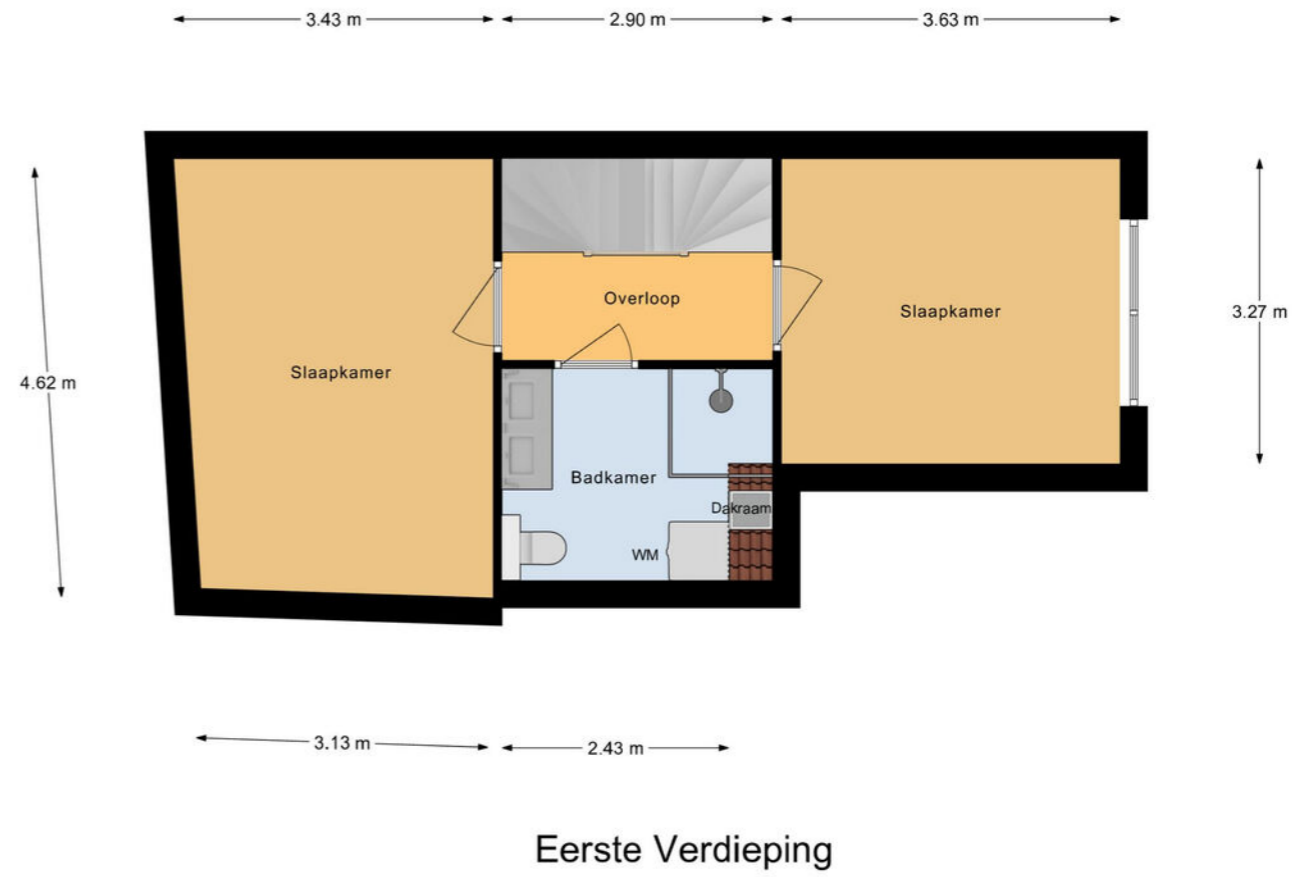 3.43 m
2.90 m
3.63 m
Overloop
Slaapkamer
3.27 m
Slaapkamer
4.62 m
Badkamer
Dakraam
WM
3.13 m
2.43 m
Eerste Verdieping